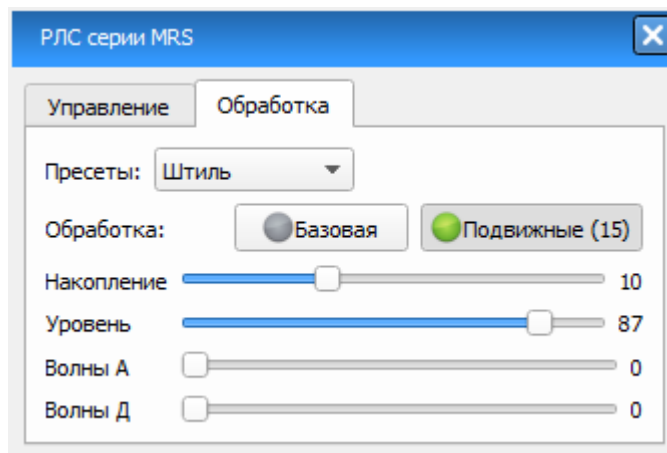 РЛС серии MRS
Управление Обработка
Пресеты: Штиль
Обработка: Базовая Подвижные (15)
Накопление 10
Уровень 87
Волны А 0
Волны Д 0